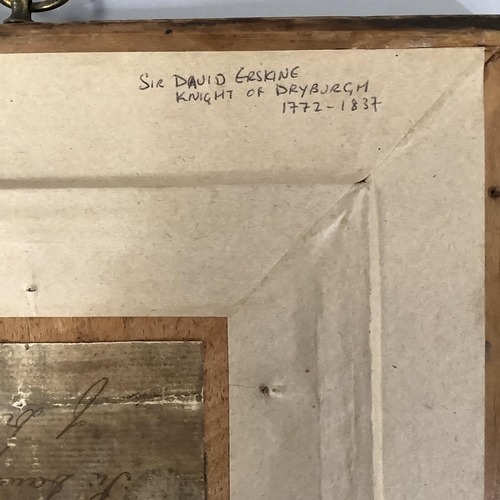 SIR DAVID ERSKINE
KNIGHT OF DRYBURGH
1772-1837